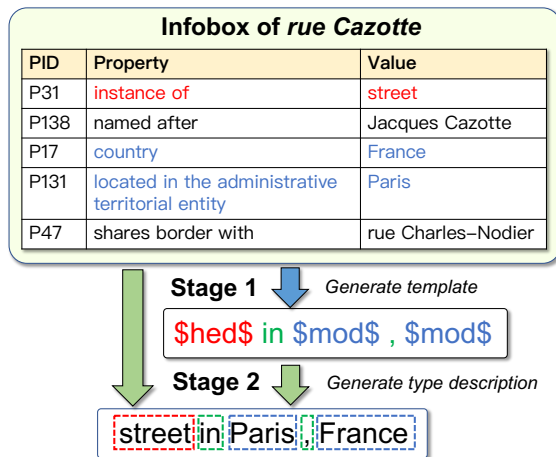 Infobox of rue Cazotte
PID Property Value
P31 instance of street
P138 named after Jacques Cazotte
P17 country France
P131 located in the administrative territorial entity Paris
P47 shares border with rue Charles–Nodier
Stage 1 Generate template
$hed$ in $mod$ , $mod$
Stage 2 Generate type description
street in Paris , France